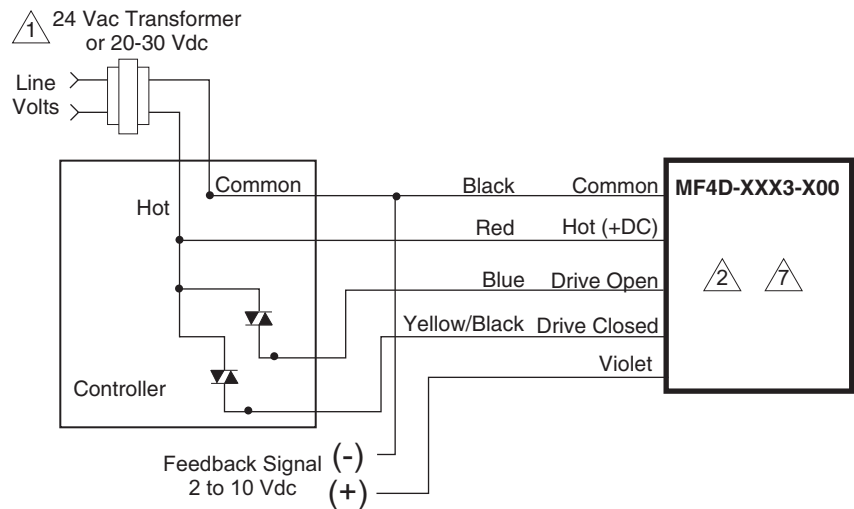 1
24 Vac Transformer
or 20-30 Vdc
Line
Volts
Common
Hot
Controller
Black Common
Red Hot (+DC)
Blue Drive Open
Yellow/Black Drive Closed
Violet
MF4D-XXX3-X00
2 7
Feedback Signal (-)
2 to 10 Vdc (+)